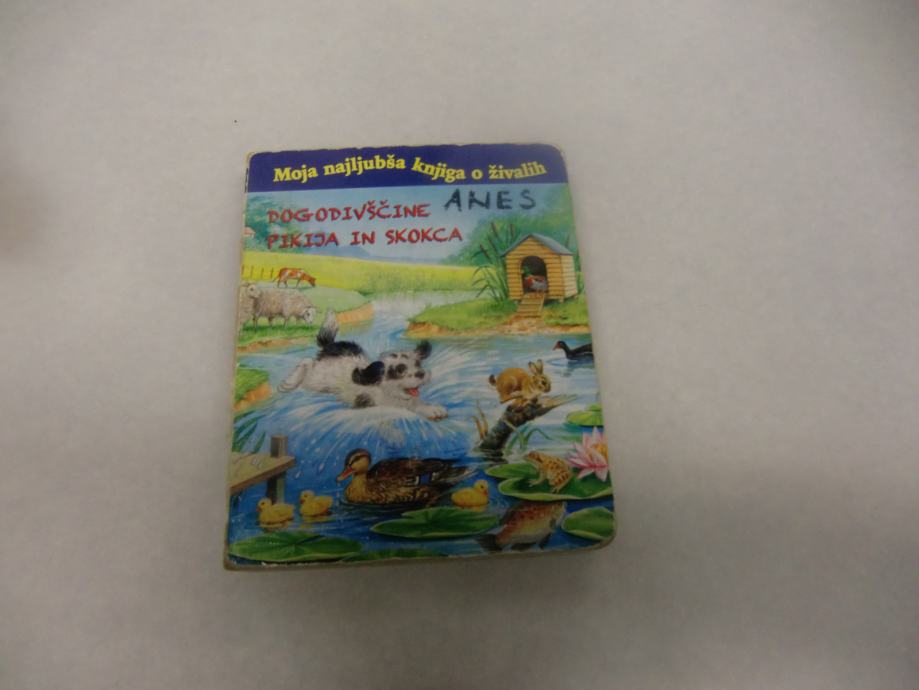 Moja najljubša knjiga o živalih
ANES
DOGODIVŠČINE
PIKIJA IN SKOKCA